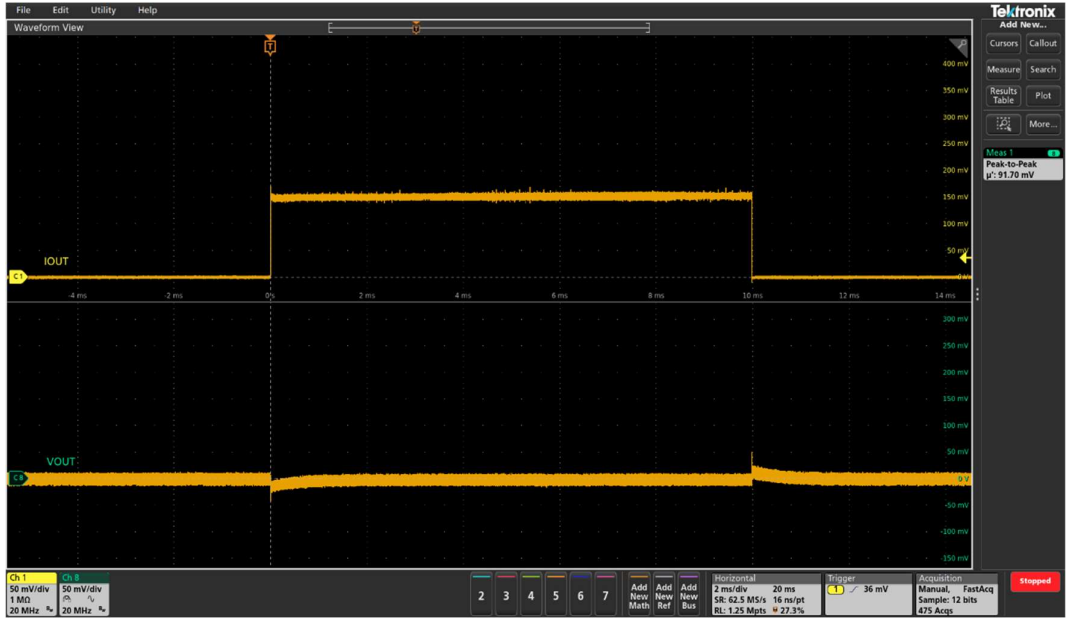 File Edit Utility Help
Tektronix
Waveform View
Add New...
Cursors Callout
Measure Search
Results Table Plot
More...
Meas 1 8
Peak-to-Peak
µ': 91.70 mV
T
T
400 mV
350 mV
300 mV
250 mV
200 mV
150 mV
100 mV
50 mV
IOUT
C 1
0 V
-4 ms -2 ms 0 s 2 ms 4 ms 6 ms 8 ms 10 ms 12 ms 14 ms
300 mV
250 mV
200 mV
150 mV
100 mV
50 mV
VOUT
C 8
0 V
-50 mV
-100 mV
-150 mV
Ch 1
50 mV/div
1 MΩ
20 MHz
Ch 8
50 mV/div
20 MHz
2 3 4 5 6 7
Add New Math
Add New Ref
Add New Bus
Horizontal
2 ms/div 20 ms
SR: 62.5 MS/s 16 ns/pt
RL: 1.25 Mpts 27.3%
Trigger
1 36 mV
Acquisition
Manual, FastAcq
Sample: 12 bits
475 Acqs
Stopped